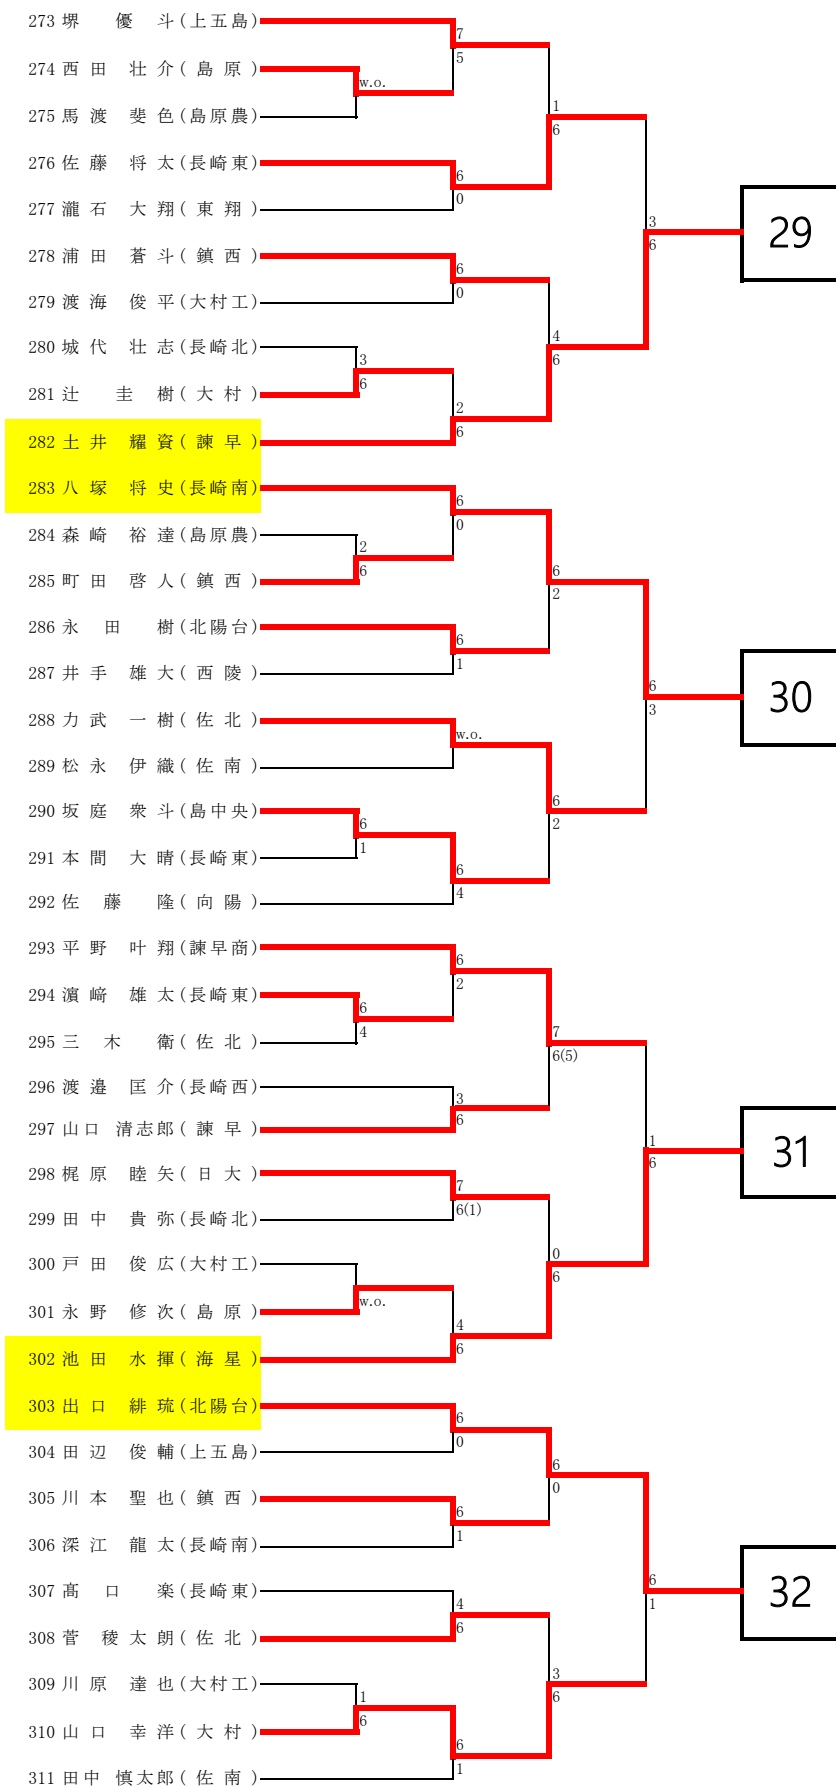 273 堺 優 斗(上五島)
7
5
274 西 田 壮 介( 島 原 )
w.o.
275 馬 渡 斐 色(島原農)
1
6
276 佐 藤 将 太(長崎東)
6
0
277 瀧 石 大 翔( 東 翔 )
3
6
29
278 浦 田 蒼 斗( 鎮 西 )
6
0
279 渡 海 俊 平(大村工)
4
6
280 城 代 壮 志(長崎北)
3
6
281 辻 圭 樹( 大 村 )
2
6
282 土 井 耀 資( 諫 早 )
283 八 塚 将 史(長崎南)
6
0
284 森 崎 裕 達(島原農)
2
6
285 町 田 啓 人( 鎮 西 )
6
2
286 永 田 樹(北陽台)
6
1
287 井 手 雄 大( 西 陵 )
6
3
30
288 力 武 一 樹( 佐 北 )
w.o.
289 松 永 伊 織( 佐 南 )
6
2
290 坂 庭 衆 斗(島中央)
6
1
291 本 間 大 晴(長崎東)
6
4
292 佐 藤 隆( 向 陽 )
293 平 野 叶 翔(諫早商)
6
2
294 濵 﨑 雄 太(長崎東)
6
4
295 三 木 衛( 佐 北 )
7
6(5)
296 渡 邉 匡 介(長崎西)
3
6
297 山口 清志郎( 諫 早 )
1
6
31
298 梶 原 睦 矢( 日 大 )
7
6(1)
299 田 中 貴 弥(長崎北)
0
6
300 戸 田 俊 広(大村工)
w.o.
301 永 野 修 次( 島 原 )
4
6
302 池 田 水 揮( 海 星 )
303 出 口 緋 琉(北陽台)
6
0
304 田 辺 俊 輔(上五島)
6
0
305 川 本 聖 也( 鎮 西 )
6
1
306 深 江 龍 太(長崎南)
6
1
32
307 髙 口 楽(長崎東)
4
6
308 菅 稜 太 朗( 佐 北 )
3
6
309 川 原 達 也(大村工)
1
6
310 山 口 幸 洋( 大 村 )
6
1
311 田中 慎太郎( 佐 南 )